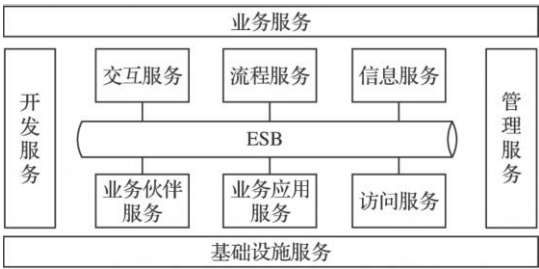 业务服务
开发服务
交互服务
流程服务
信息服务
管理服务
ESB
业务伙伴
服务
业务应用
服务
访问服务
基础设施服务